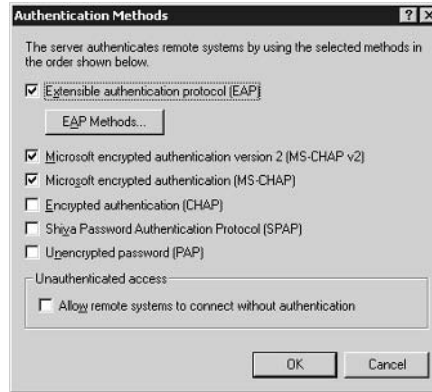 Authentication Methods
The server authenticates remote systems by using the selected methods in
the order shown below.
Extensible authentication protocol (EAP)
EAP Methods...
Microsoft encrypted authentication version 2 (MS-CHAP v2)
Microsoft encrypted authentication (MS-CHAP)
Encrypted authentication (CHAP)
Shiva Password Authentication Protocol (SPAP)
Unencrypted password (PAP)
Unauthenticated access
Allow remote systems to connect without authentication
OK Cancel